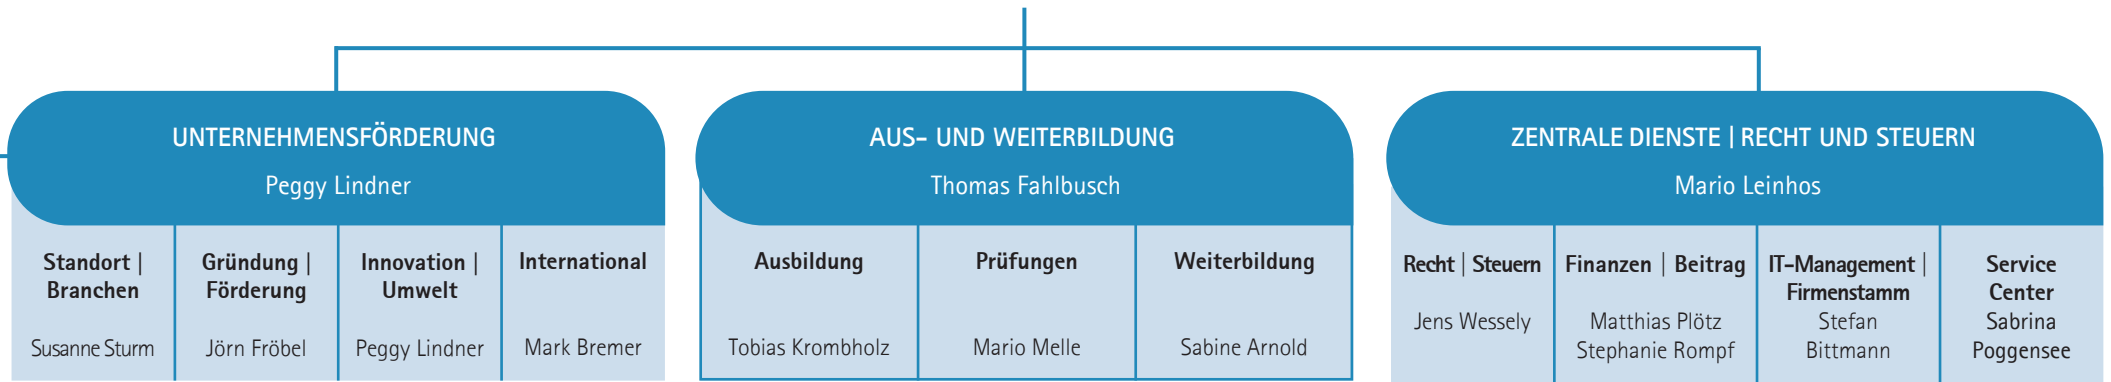 UNTERNEHMENSFÖRDERUNG
Peggy Lindner
Standort |
Branchen
Susanne Sturm
Gründung |
Förderung
Jörn Fröbel
Innovation |
Umwelt
Peggy Lindner
International
Mark Bremer
AUS- UND WEITERBILDUNG
Thomas Fahlbusch
Ausbildung
Tobias Krombholz
Prüfungen
Mario Melle
Weiterbildung
Sabine Arnold
ZENTRALE DIENSTE | RECHT UND STEUERN
Mario Leinhos
Recht | Steuern
Jens Wessely
Finanzen | Beitrag
Matthias Plötz
Stephanie Rompf
IT-Management |
Firmenstamm
Stefan
Bittmann
Service
Center
Sabrina
Poggensee